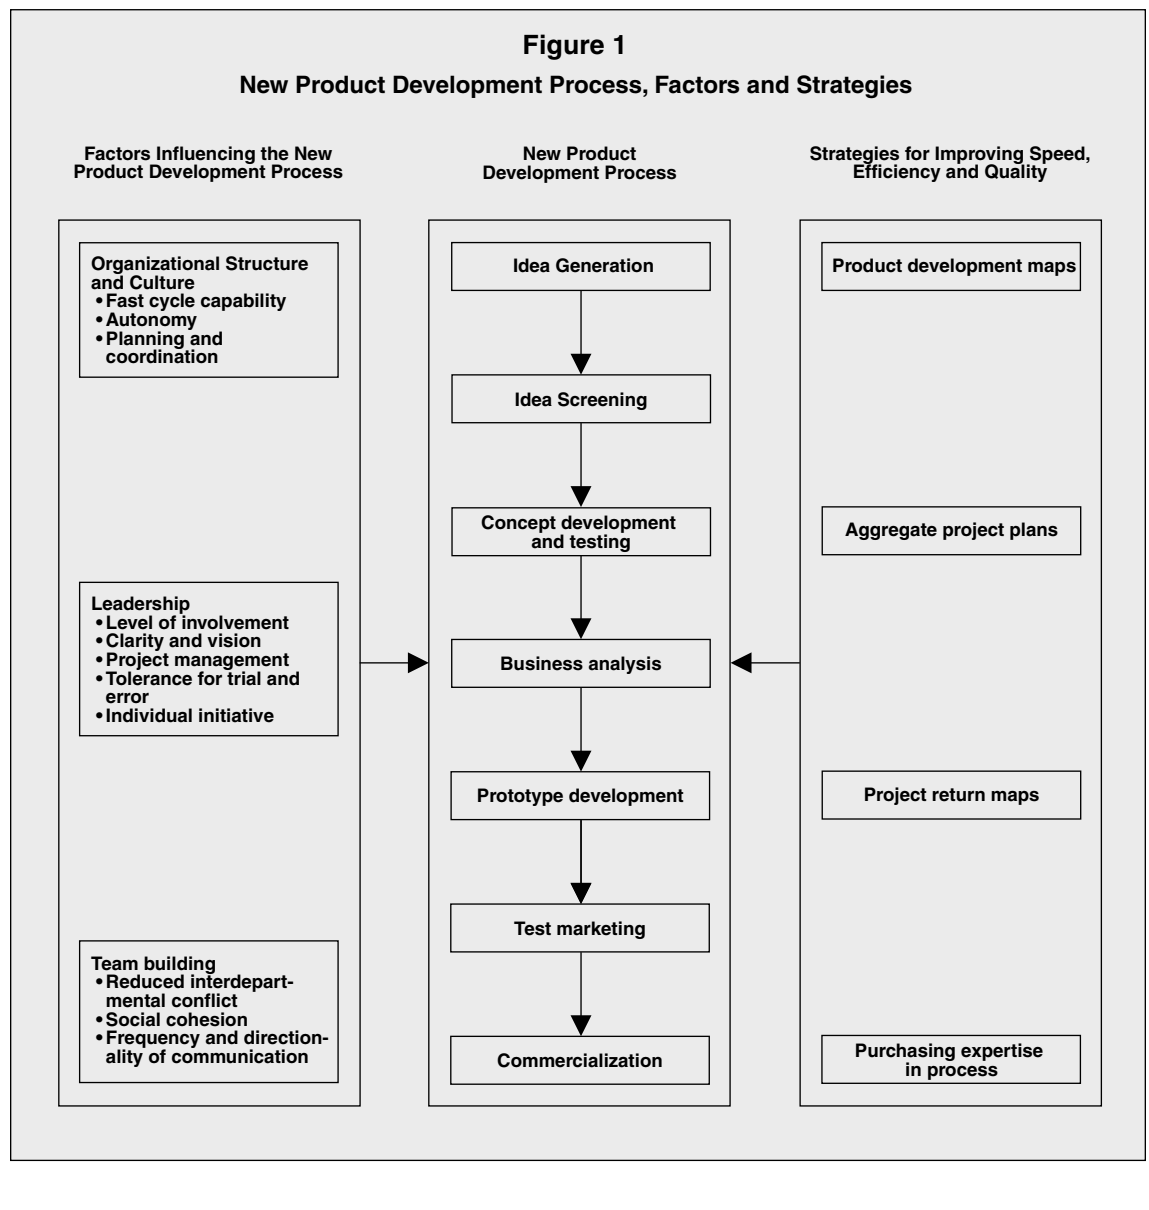 Figure 1
New Product Development Process, Factors and Strategies
Factors Influencing the New
Product Development Process
Organizational Structure
and Culture
• Fast cycle capability
• Autonomy
• Planning and
coordination
Leadership
• Level of involvement
• Clarity and vision
• Project management
• Tolerance for trial and
error
• Individual initiative
Team building
• Reduced interdepart-
mental conflict
• Social cohesion
• Frequency and direction-
ality of communication
New Product
Development Process
Idea Generation
Idea Screening
Concept development
and testing
Business analysis
Prototype development
Test marketing
Commercialization
Strategies for Improving Speed,
Efficiency and Quality
Product development maps
Aggregate project plans
Project return maps
Purchasing expertise
in process